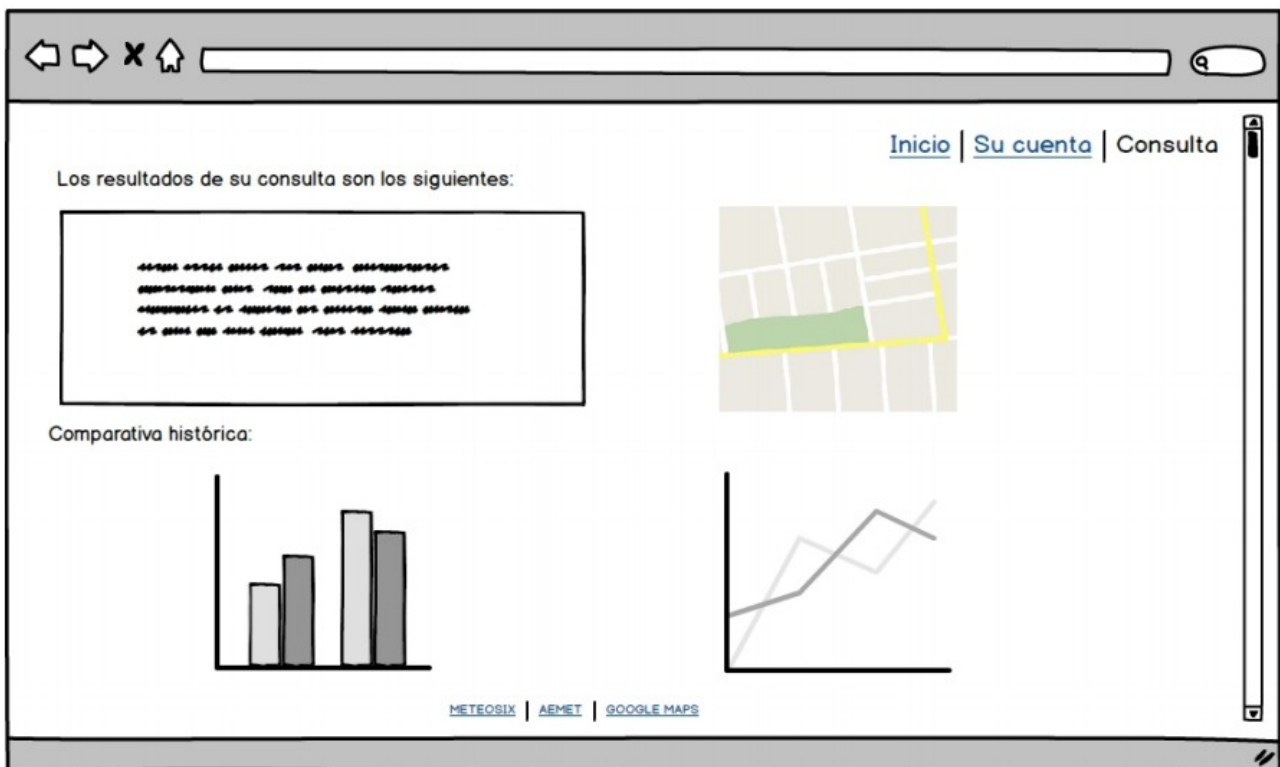 Inicio | Su cuenta | Consulta
Los resultados de su consulta son los siguientes:
Comparativa histórica:
METEOSIX | AEMET | GOOGLE MAPS